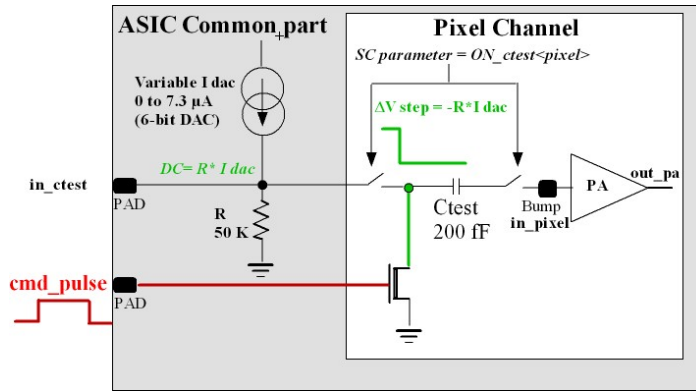 ASIC Common part
Pixel Channel
SC parameter = ON_ctest<pixel>
Variable I dac
0 to 7.3 µA
(6-bit DAC)
ΔV step = -R*I dac
DC= R* I dac
in_ctest
PAD
R
50 K
Ctest
200 fF
Bump
in_pixel
PA
out_pa
cmd_pulse
PAD